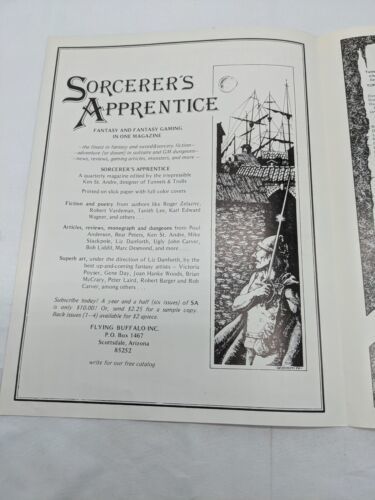 SORCERER'S
APPRENTICE
FANTASY AND FANTASY GAMING
IN ONE MAGAZINE
—the finest in fantasy and sword&sorcery fiction—
—adventure (or doom) in solitaire and GM dungeons—
—news, reviews, gaming articles, monsters, and more—
SORCERER'S APPRENTICE
A quarterly magazine edited by the irrepressible
Ken St. Andre, designer of Tunnels & Trolls
Printed on slick paper with full color covers
Fiction and poetry from authors like Roger Zelazny,
Robert Vardeman, Tanith Lee, Karl Edward
Wagner, and others . . .
Articles, reviews, monograph and dungeons from Poul
Anderson, Bear Peters, Ken St. Andre, Mike
Stackpole, Liz Danforth, Ugly John Carver,
Bob Liddil, Marc Desmond, and more . . . .
Superb art, under the direction of Liz Danforth, by the
best up-and-coming fantasy artists — Victoria
Poyser, Gene Day, Joan Hanke Woods, Brian
McCrary, Peter Laird, Robert Barger and Rob
Carver, among others . . .
Subscribe today! A year and a half (six issues) of SA
is only $10.00! Or, send $2.25 for a sample copy.
Back issues (1–4) available for $2 apiece.
FLYING BUFFALO INC.
P.O. Box 1467
Scottsdale, Arizona
85252
write for our free catalog